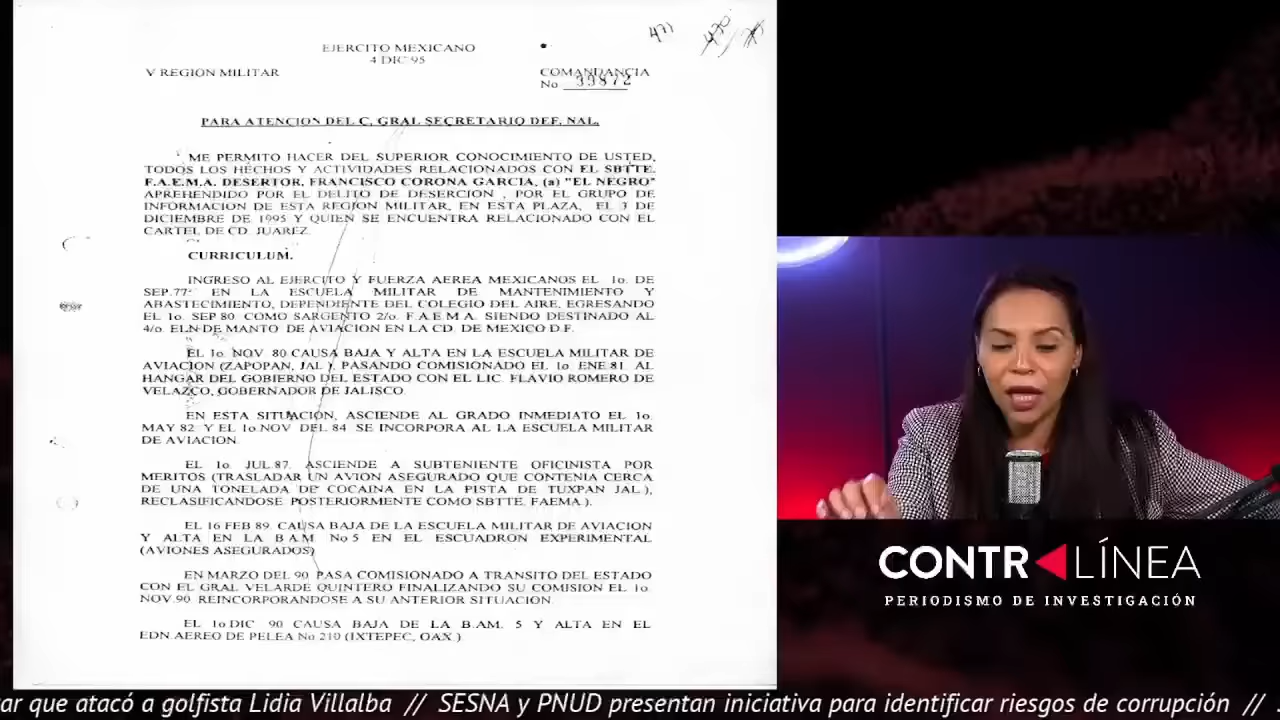 EJERCITO MEXICANO
4 DIC 95
V REGION MILITAR
COMANDANCIA
No 39872
PARA ATENCION DEL C. GRAL SECRETARIO DEF. NAL.
ME PERMITO HACER DEL SUPERIOR CONOCIMIENTO DE USTED,
TODOS LOS HECHOS Y ACTIVIDADES RELACIONADOS CON EL SBTTE.
F.A.E.M.A. DESERTOR, FRANCISCO CORONA GARCIA, (a) "EL NEGRO"
APREHENDIDO POR EL DELITO DE DESERCION , POR EL GRUPO DE
INFORMACION DE ESTA REGION MILITAR, EN ESTA PLAZA, EL 3 DE
DICIEMBRE DE 1995 Y QUIEN SE ENCUENTRA RELACIONADO CON EL
CARTEL DE CD. JUAREZ.
CURRICULUM.
INGRESO AL EJERCITO Y FUERZA AEREA MEXICANOS EL 1o. DE
SEP.77 EN LA ESCUELA MILITAR DE MANTENIMIENTO Y
ABASTECIMIENTO, DEPENDIENTE DEL COLEGIO DEL AIRE, EGRESANDO
EL 1o. SEP 80 COMO SARGENTO 2/o. F.A.E.M.A. SIENDO DESTINADO AL
4/o. ELN DE MANTO DE AVIACION EN LA CD. DE MEXICO D.F.
EL 1o. NOV 80 CAUSA BAJA Y ALTA EN LA ESCUELA MILITAR DE
AVIACION (ZAPOPAN, JAL ), PASANDO COMISIONADO EL 1o ENE 81. AL
HANGAR DEL GOBIERNO DEL ESTADO CON EL LIC. FLAVIO ROMERO DE
VELAZCO, GOBERNADOR DE JALISCO.
EN ESTA SITUACION, ASCIENDE AL GRADO INMEDIATO EL 1o.
MAY 82 Y EL 1o.NOV DEL 84 SE INCORPORA AL LA ESCUELA MILITAR
DE AVIACION.
EL 1o. JUL.87. ASCIENDE A SUBTENIENTE OFICINISTA POR
MERITOS (TRASLADAR UN AVION ASEGURADO QUE CONTENIA CERCA
DE UNA TONELADA DE COCAINA EN LA PISTA DE TUXPAN JAL ),
RECLASIFICANDOSE POSTERIORMENTE COMO SBTTE. FAEMA ).
EL 16 FEB 89. CAUSA BAJA DE LA ESCUELA MILITAR DE AVIACION
Y ALTA EN LA B.A.M No 5 EN EL ESCUADRON EXPERIMENTAL
(AVIONES ASEGURADOS)
EN MARZO DEL 90 PASA COMISIONADO A TRANSITO DEL ESTADO
CON EL GRAL VELARDE QUINTERO FINALIZANDO SU COMISION EL 1o.
NOV.90 REINCORPORANDOSE A SU ANTERIOR SITUACION.
EL 1o DIC 90 CAUSA BAJA DE LA B.AM. 5 Y ALTA EN EL
EDN.AEREO DE PELEA No 210 (IXTEPEC, OAX )
CONTR LÍNEA
PERIODISMO DE INVESTIGACIÓN
ar que atacó a golfista Lidia Villalba // SESNA y PNUD presentan iniciativa para identificar riesgos de corrupción //